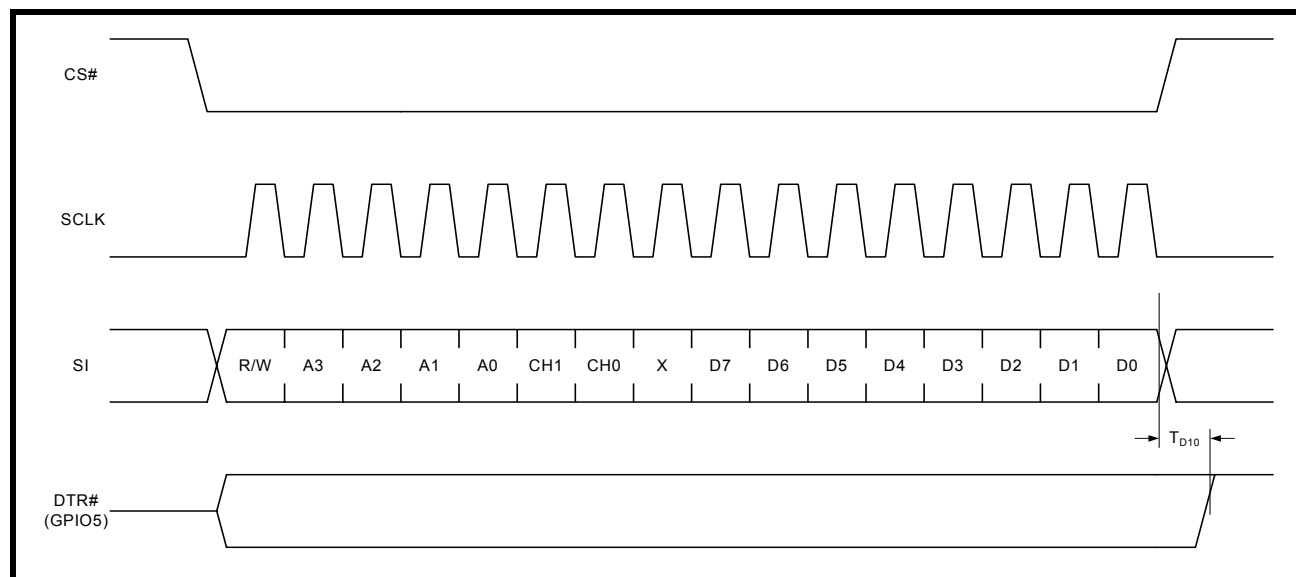 CS#
SCLK
SI R/W A3 A2 A1 A0 CH1 CH0 X D7 D6 D5 D4 D3 D2 D1 D0
TD10
DTR#
(GPIO5)